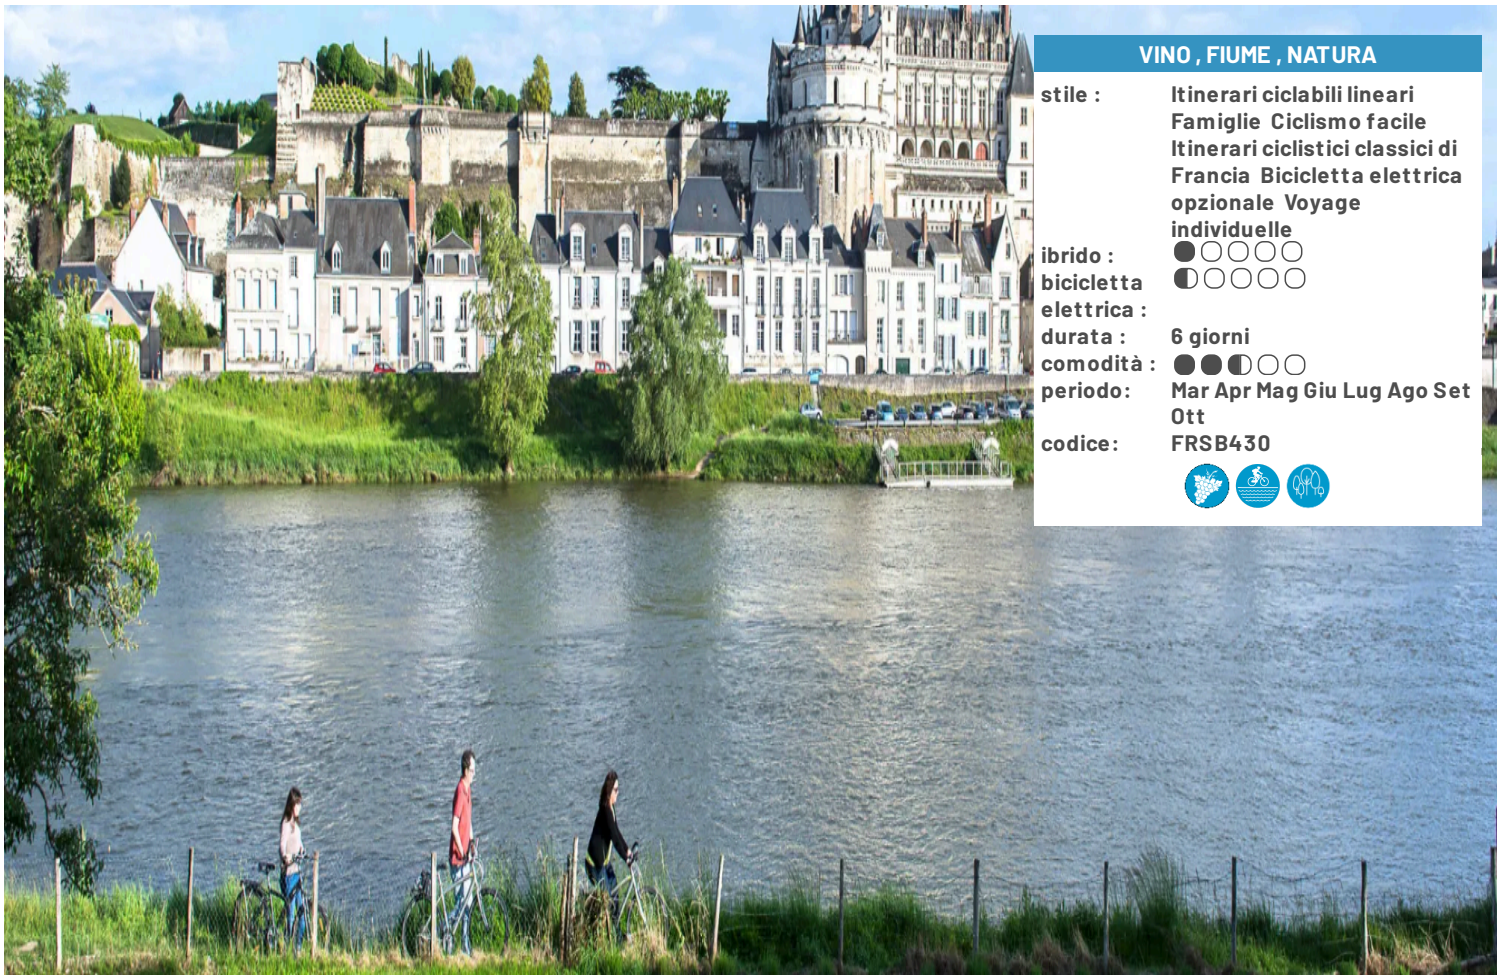 VINO , FIUME , NATURA
stile : Itinerari ciclabili lineari
Famiglie Ciclismo facile
Itinerari ciclistici classici di
Francia Bicicletta elettrica
opzionale Voyage
individuelle
ibrido :
bicicletta
elettrica :
durata : 6 giorni
comodità :
periodo: Mar Apr Mag Giu Lug Ago Set
Ott
codice: FRSB430